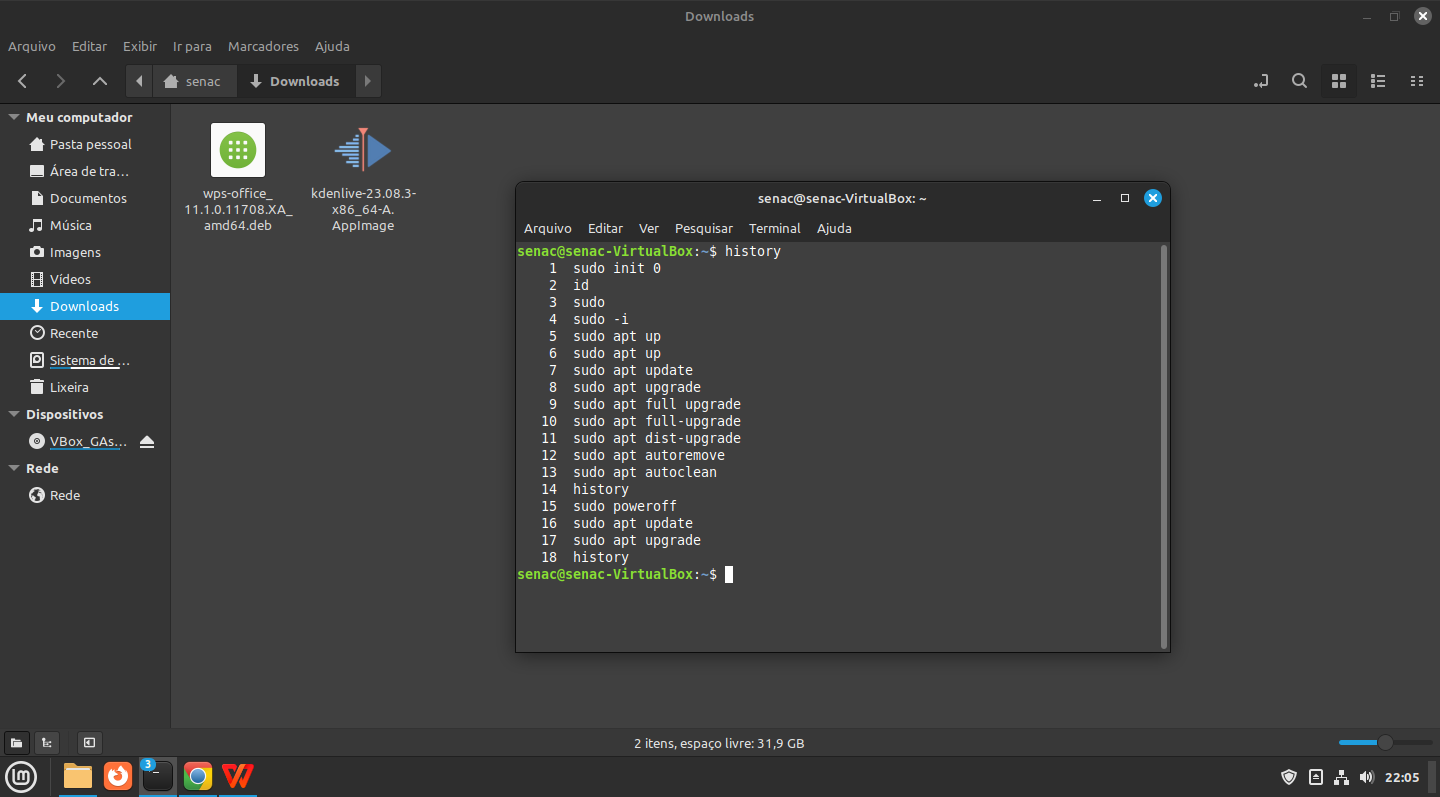 Downloads
Arquivo Editar Exibir Ir para Marcadores Ajuda
senac Downloads
Meu computador
Pasta pessoal
Área de tra...
Documentos
Música
Imagens
Vídeos
Downloads
Recente
Sistema de ...
Lixeira
Dispositivos
VBox_GAs...
Rede
Rede
wps-office_
11.1.0.11708.XA_
amd64.deb
kdenlive-23.08.3-
x86_64-A.
AppImage
senac@senac-VirtualBox: ~
Arquivo Editar Ver Pesquisar Terminal Ajuda
senac@senac-VirtualBox:~$ history
1 sudo init 0
2 id
3 sudo
4 sudo -i
5 sudo apt up
6 sudo apt up
7 sudo apt update
8 sudo apt upgrade
9 sudo apt full upgrade
10 sudo apt full-upgrade
11 sudo apt dist-upgrade
12 sudo apt autoremove
13 sudo apt autoclean
14 history
15 sudo poweroff
16 sudo apt update
17 sudo apt upgrade
18 history
senac@senac-VirtualBox:~$
2 itens, espaço livre: 31,9 GB
3
22:05